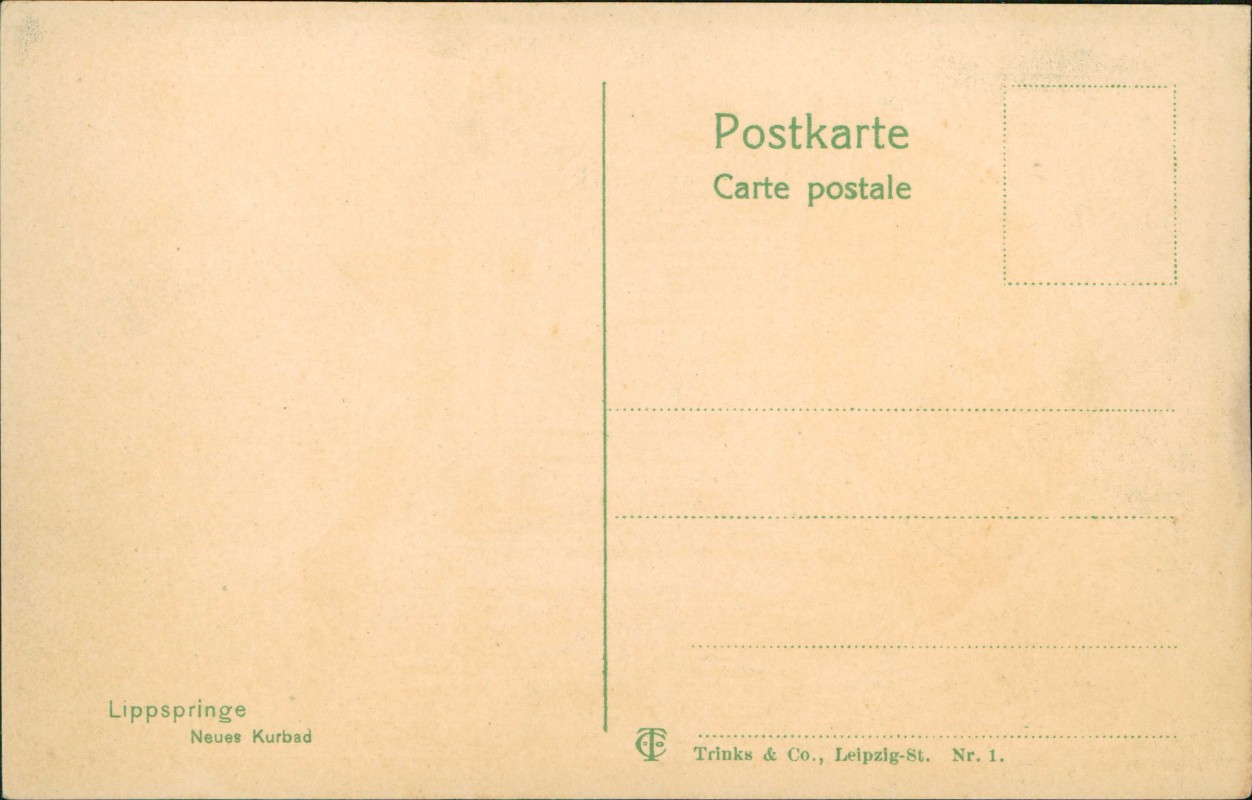 Postkarte
Carte postale
Lippspringe
Neues Kurbad
Trinks & Co., Leipzig-St. Nr. 1.